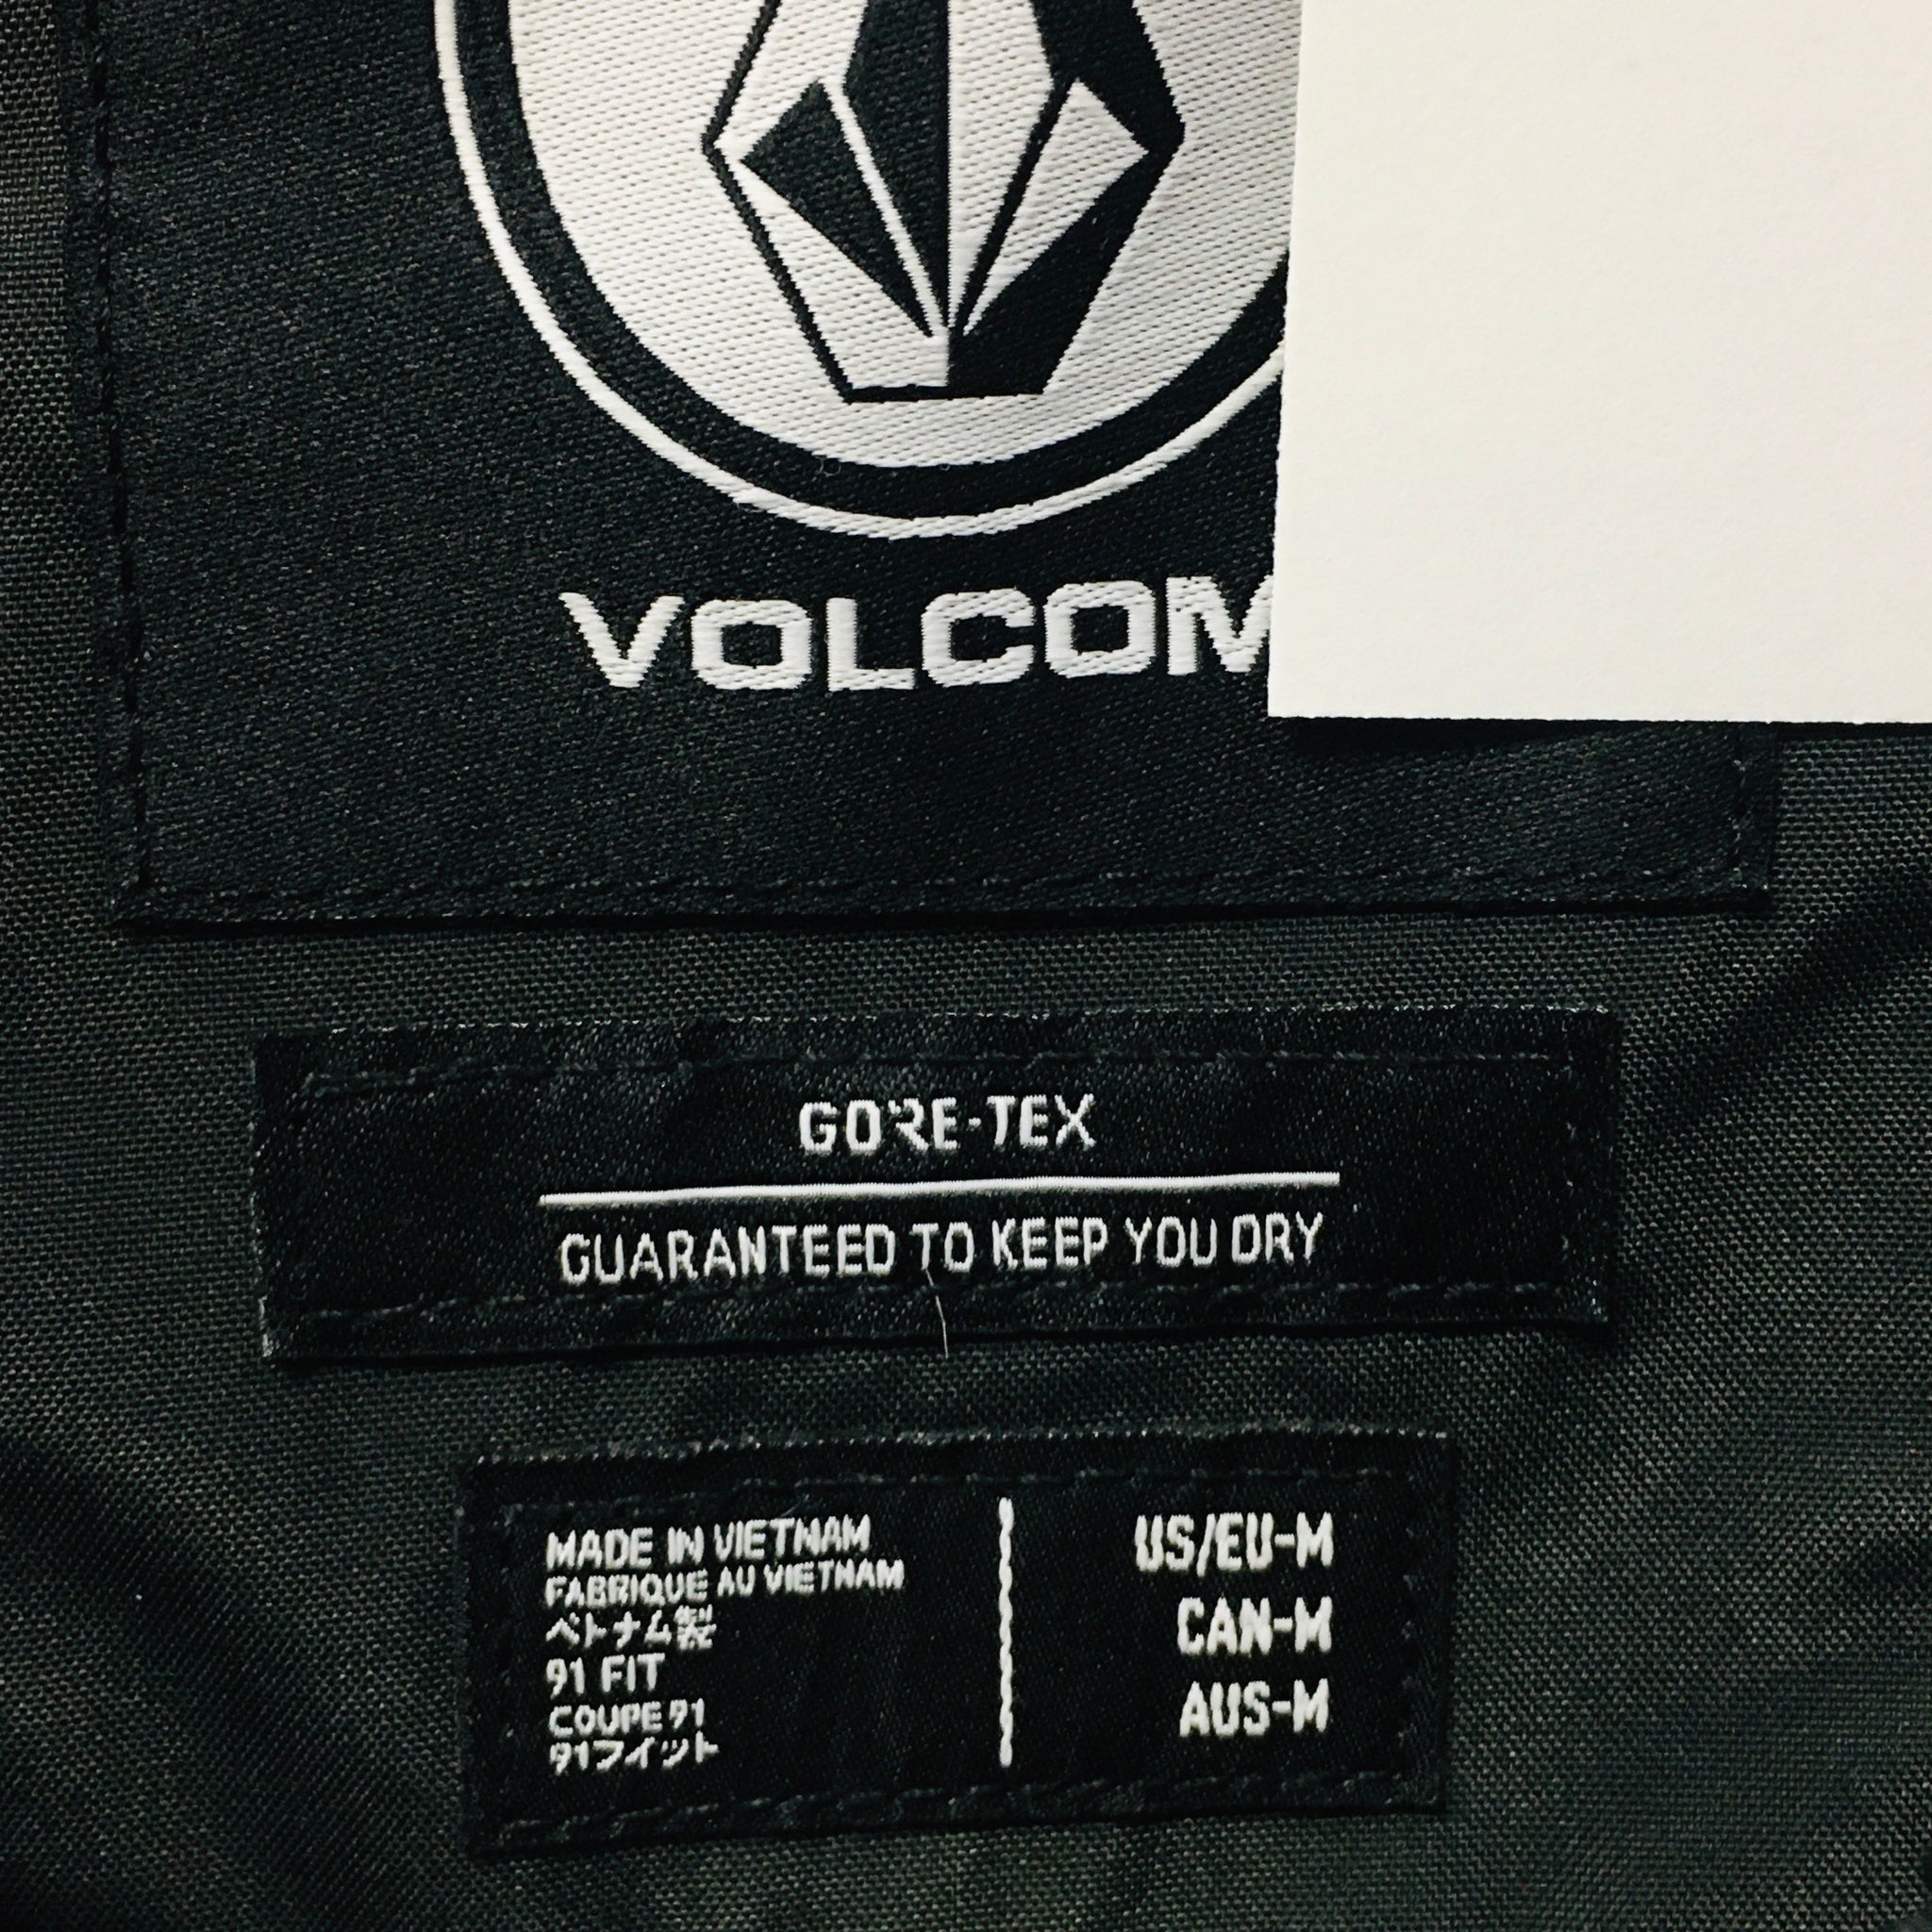 VOLCOM
GORE-TEX
GUARANTEED TO KEEP YOU DRY
MADE IN VIETNAM
FABRIQUE AU VIETNAM
ベトナム製
91 FIT
COUPE 91
91フィット
US/EU-M
CAN-M
AUS-M